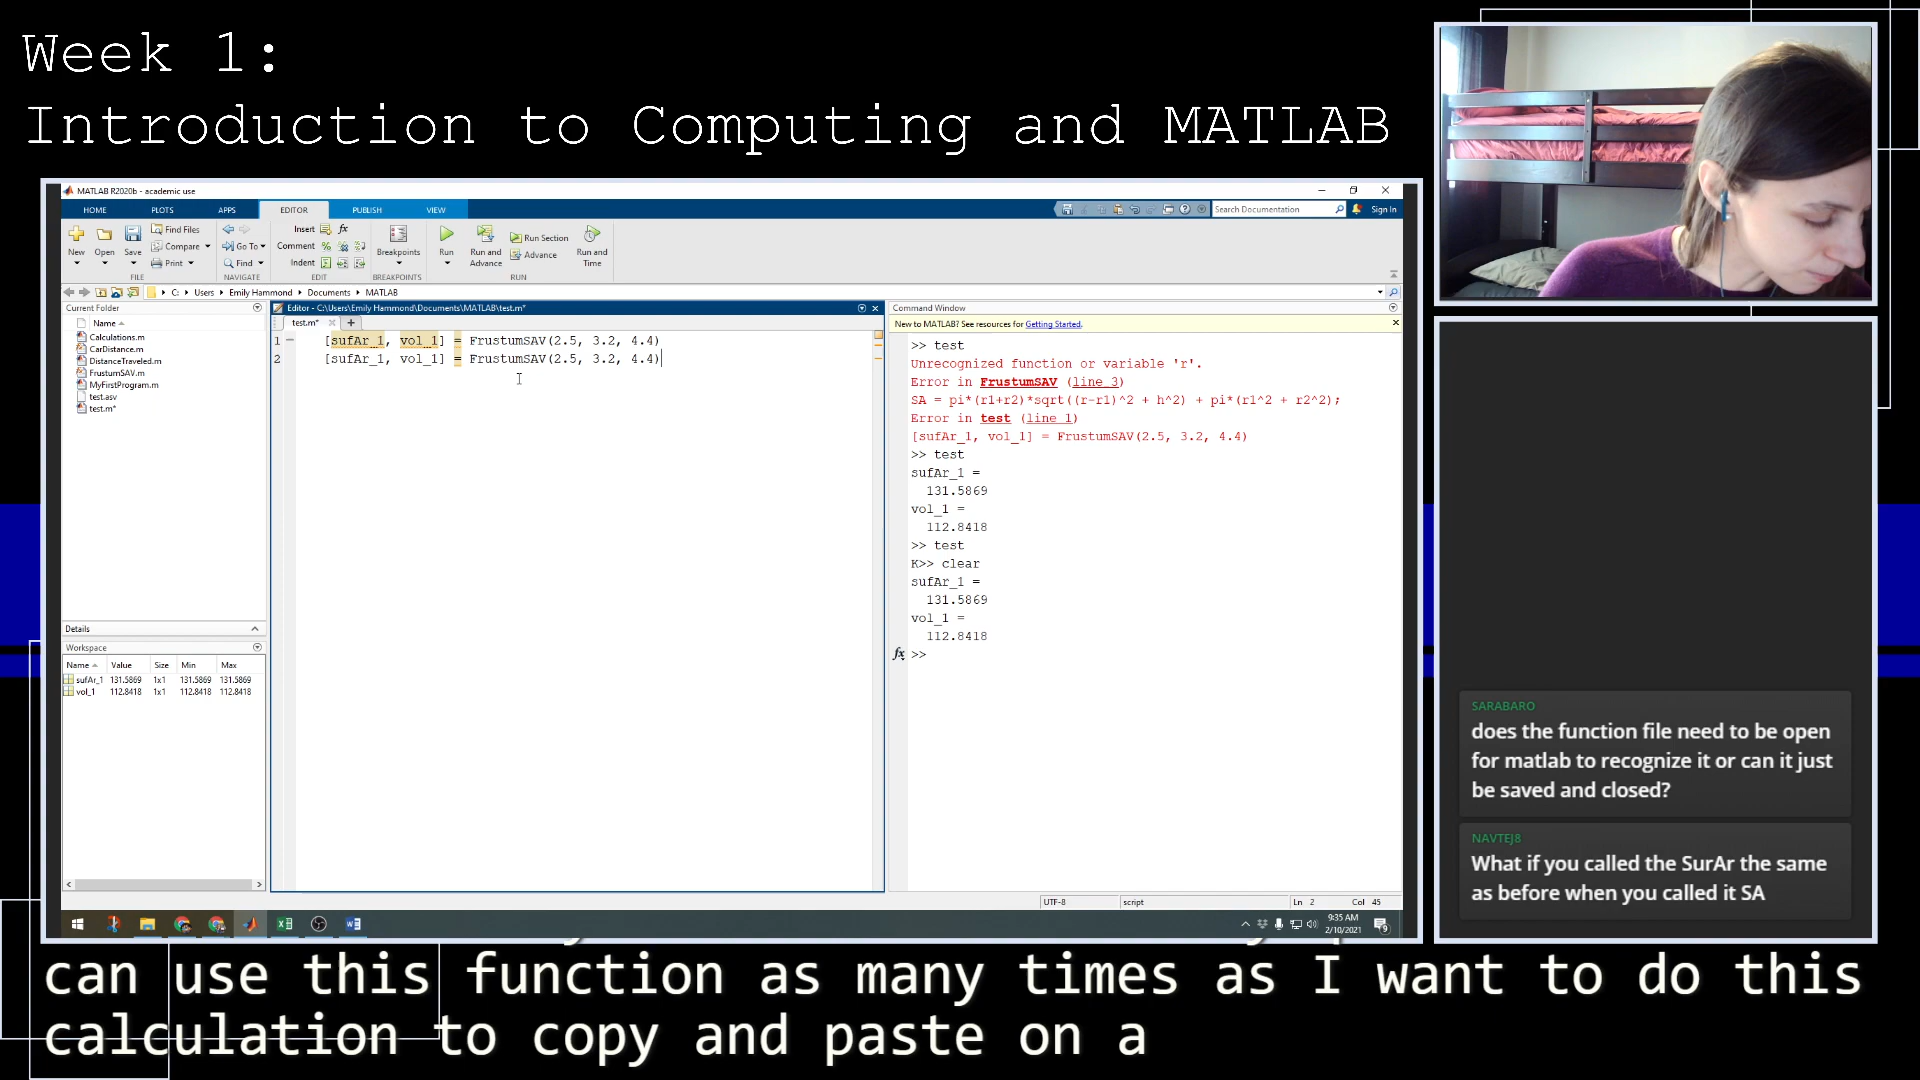 Week 1:
Introduction to Computing and MATLAB
MATLAB R2020b - academic use
HOME PLOTS APPS EDITOR PUBLISH VIEW
Search Documentation
Sign In
New Open Save
Find Files
Compare
Print
Go To
Find
Insert
Comment
Indent
Breakpoints
Run
Run and Advance
Run Section
Advance
Run and Time
FILE NAVIGATE EDIT BREAKPOINTS RUN
C: Users Emily Hammond Documents MATLAB
Current Folder
Name
Calculations.m
CarDistance.m
DistanceTraveled.m
FrustumSAV.m
MyFirstProgram.m
test.asv
test.m*
Details
Workspace
Name Value Size Min Max
sufAr_1 131.5869 1x1 131.5869 131.5869
vol_1 112.8418 1x1 112.8418 112.8418
Editor - C:\Users\Emily Hammond\Documents\MATLAB\test.m*
test.m*
1 [sufAr_1, vol_1] = FrustumSAV(2.5, 3.2, 4.4)
2 [sufAr_1, vol_1] = FrustumSAV(2.5, 3.2, 4.4)
Command Window
New to MATLAB? See resources for Getting Started.
>> test
Unrecognized function or variable 'r'.
Error in FrustumSAV (line 3)
SA = pi*(r1+r2)*sqrt((r-r1)^2 + h^2) + pi*(r1^2 + r2^2);
Error in test (line 1)
[sufAr_1, vol_1] = FrustumSAV(2.5, 3.2, 4.4)
>> test
sufAr_1 =
131.5869
vol_1 =
112.8418
>> test
K>> clear
sufAr_1 =
131.5869
vol_1 =
112.8418
fx >>
UTF-8 script Ln 2 Col 45
9:35 AM
2/10/2021
SARABARO
does the function file need to be open
for matlab to recognize it or can it just
be saved and closed?
NAVTEJ8
What if you called the SurAr the same
as before when you called it SA
can use this function as many times as I want to do this
calculation to copy and paste on a